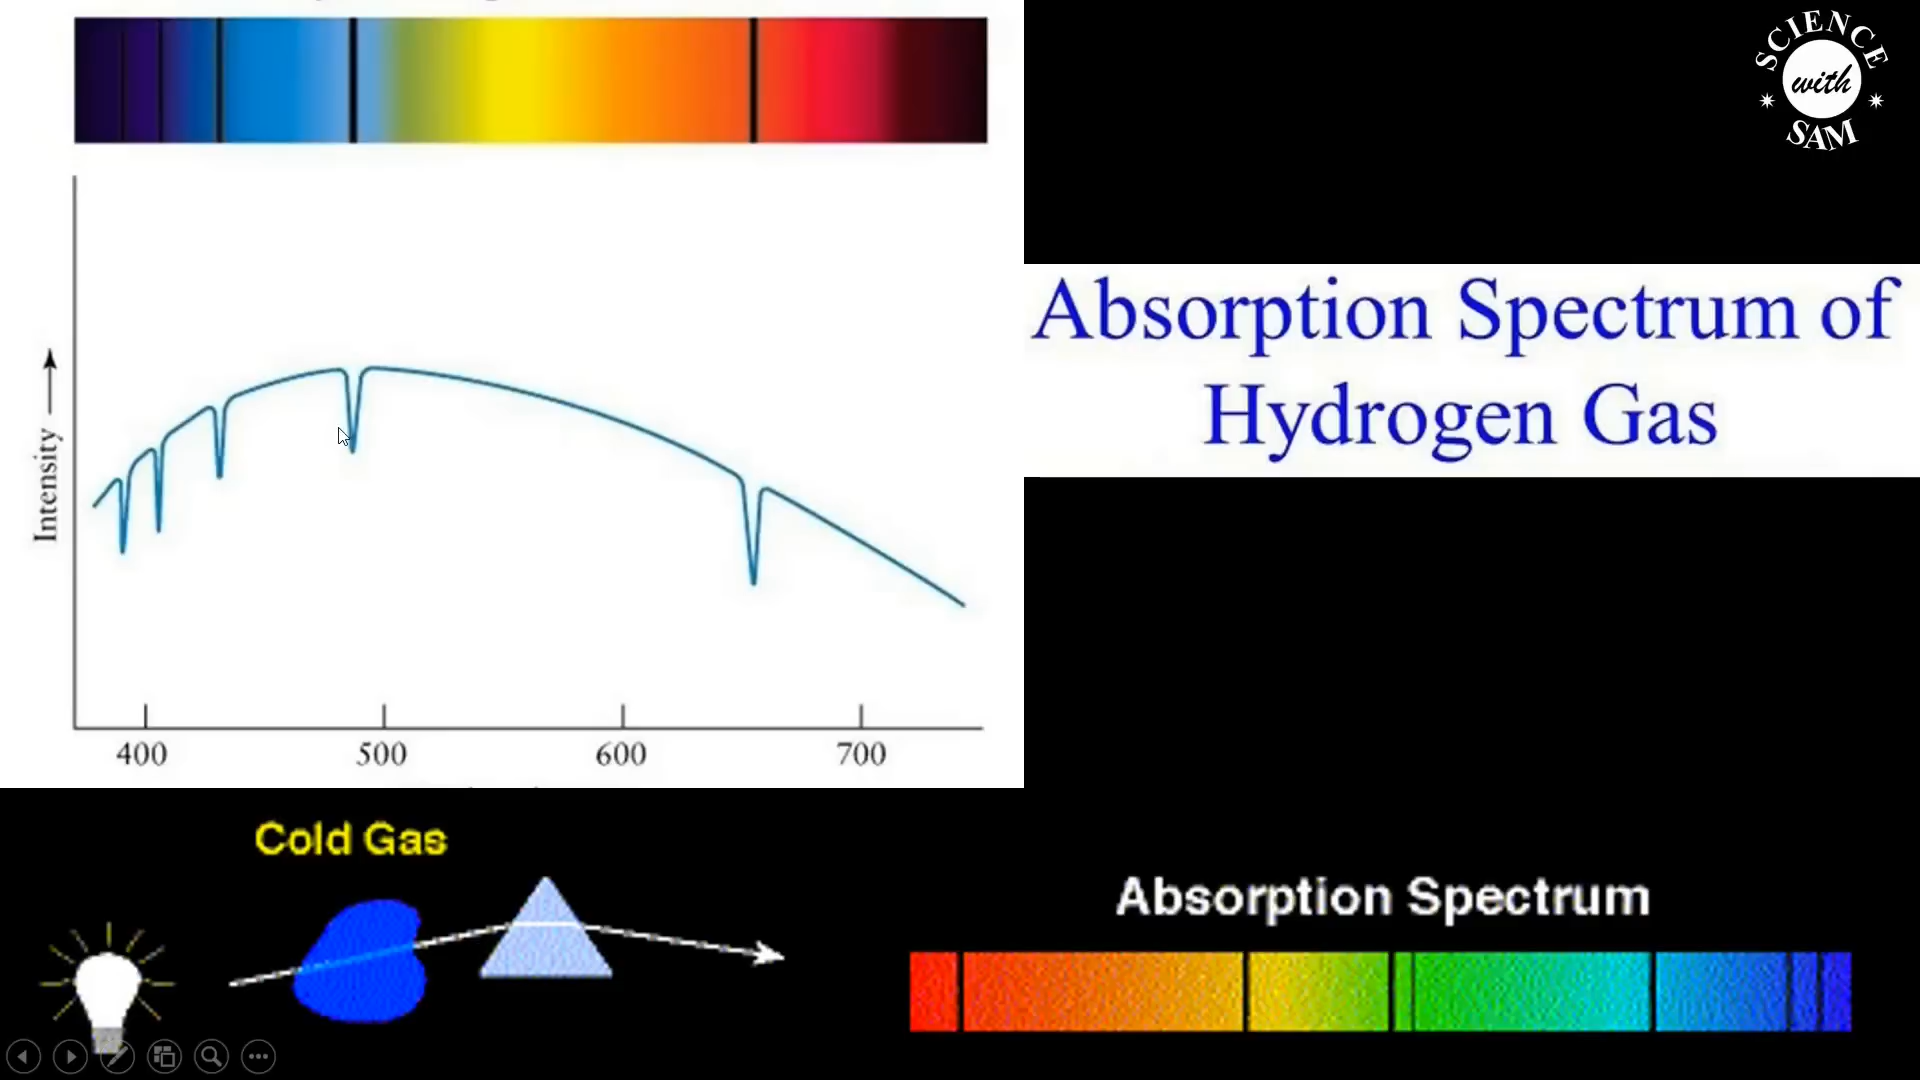 SCIENCE
with
SAM
Absorption Spectrum of
Hydrogen Gas
Intensity
400 500 600 700
Cold Gas
Absorption Spectrum